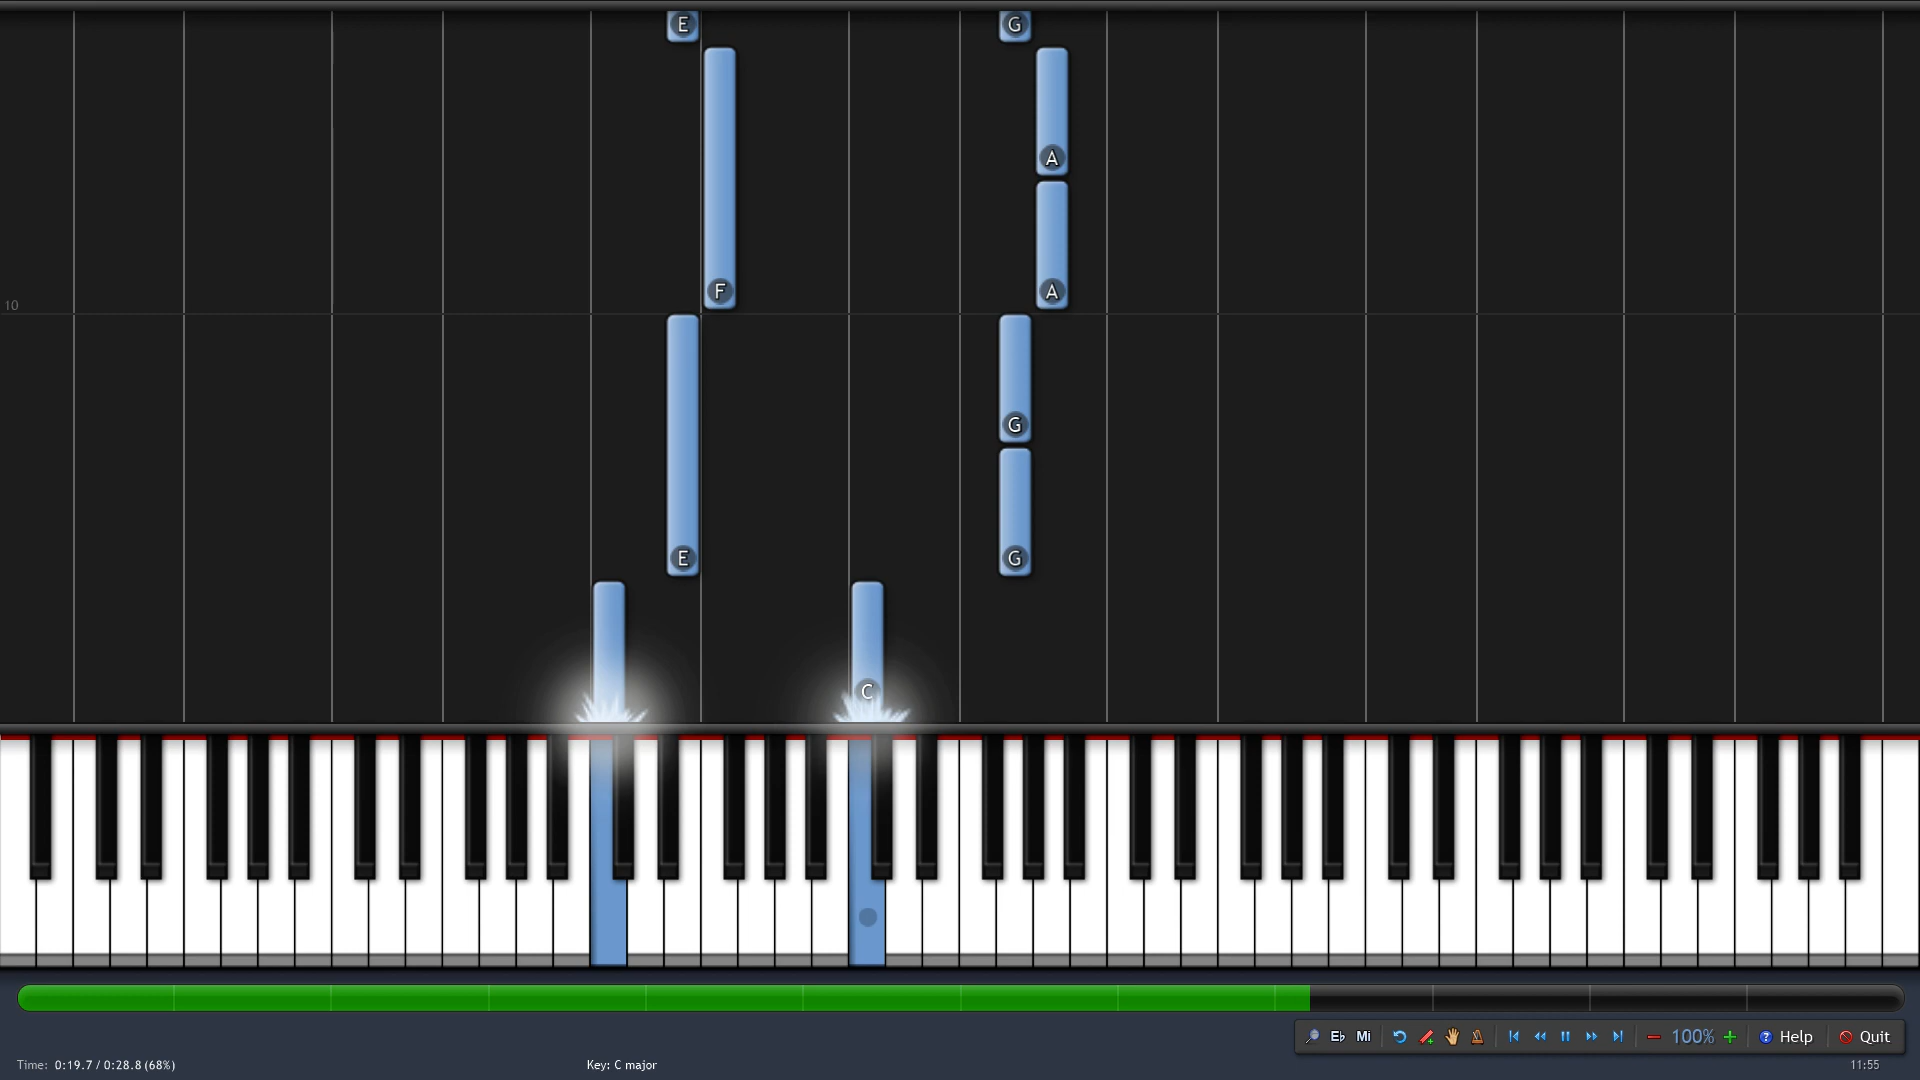 E G
A
F A
10
G
E G
C
Eb Mi 100% Help Quit
Time: 0:19.7 / 0:28.8 (68%) Key: C major 11:55